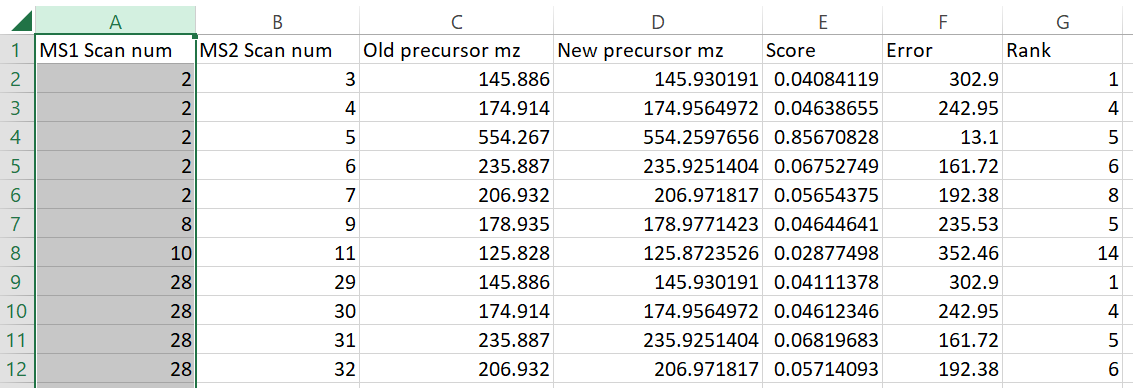 A B C D E F G
1 MS1 Scan num MS2 Scan num Old precursor mz New precursor mz Score Error Rank
2 2 3 145.886 145.930191 0.04084119 302.9 1
3 2 4 174.914 174.9564972 0.04638655 242.95 4
4 2 5 554.267 554.2597656 0.85670828 13.1 5
5 2 6 235.887 235.9251404 0.06752749 161.72 6
6 2 7 206.932 206.971817 0.05654375 192.38 8
7 8 9 178.935 178.9771423 0.04644641 235.53 5
8 10 11 125.828 125.8723526 0.02877498 352.46 14
9 28 29 145.886 145.930191 0.04111378 302.9 1
10 28 30 174.914 174.9564972 0.04612346 242.95 4
11 28 31 235.887 235.9251404 0.06819683 161.72 5
12 28 32 206.932 206.971817 0.05714093 192.38 6